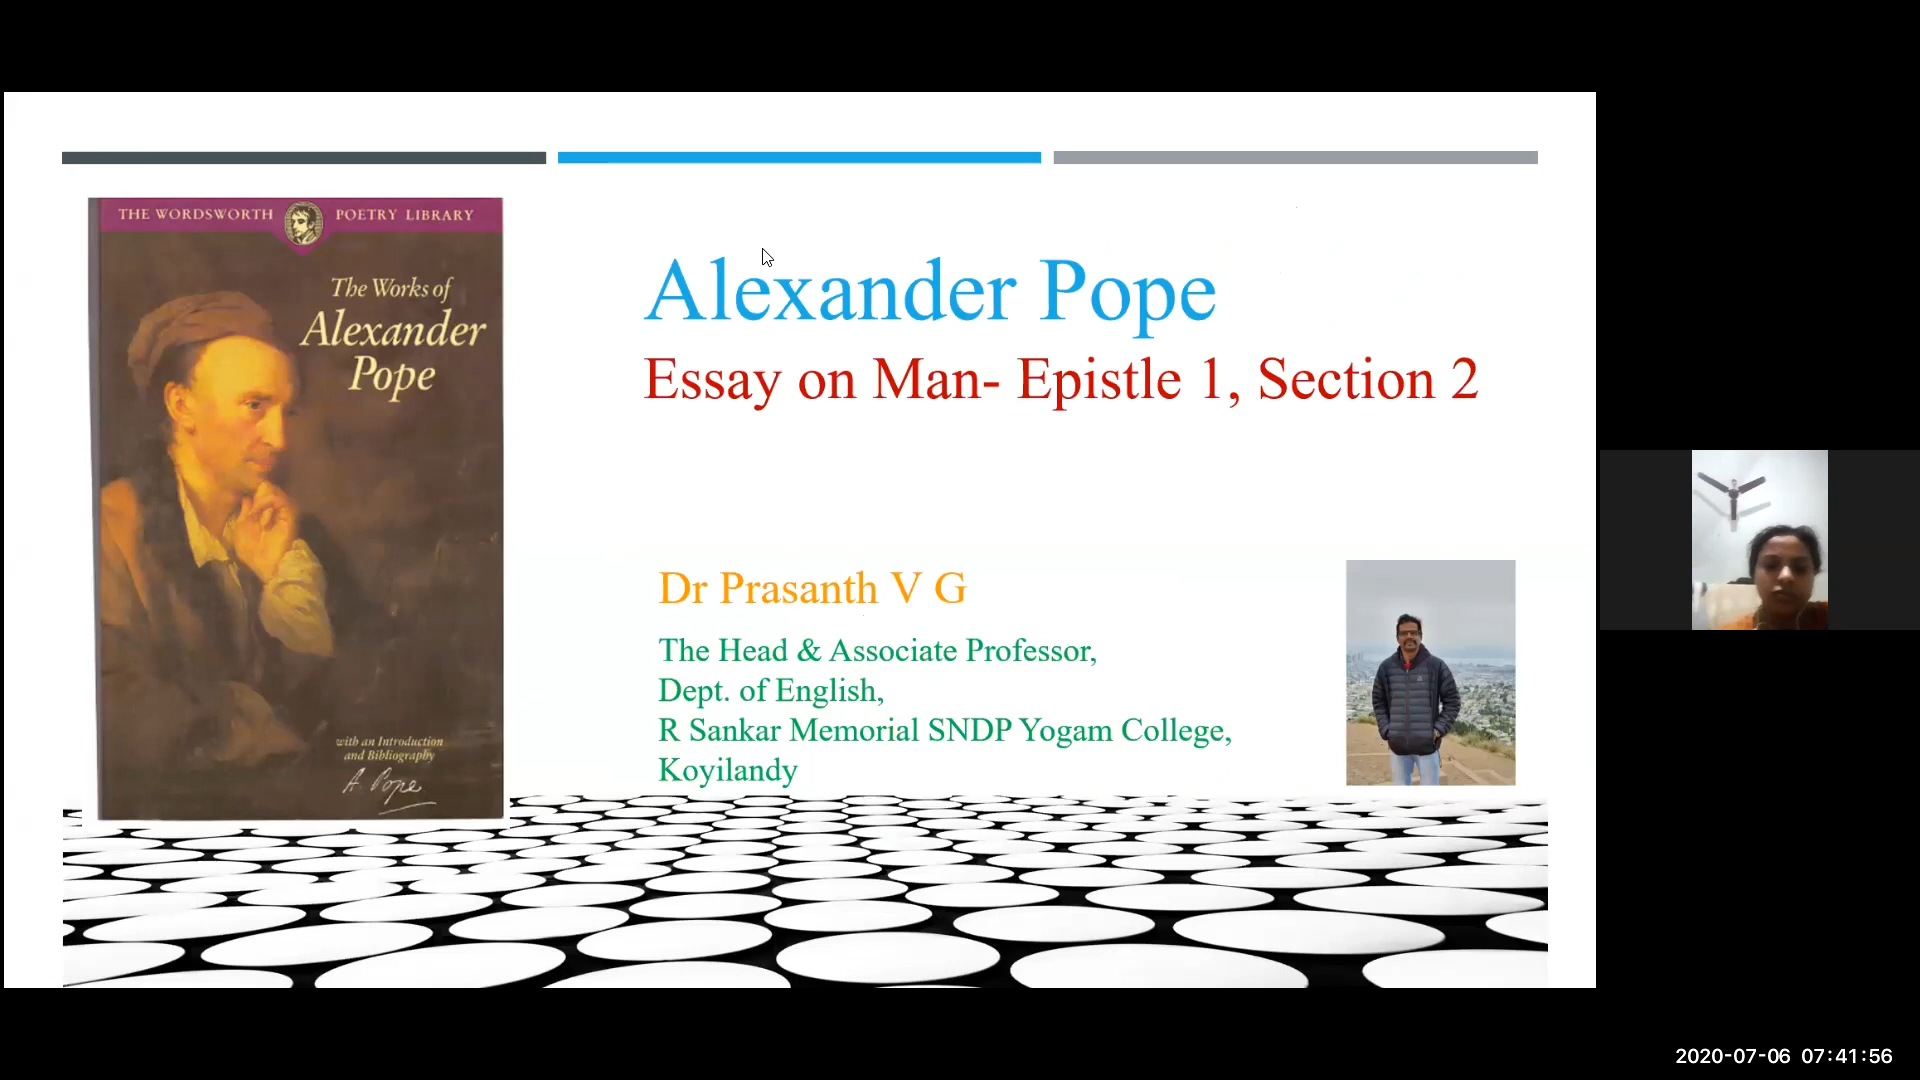 THE WORDSWORTH POETRY LIBRARY
The Works of
Alexander
Pope
with an Introduction
and Bibliography
A. Pope
Alexander Pope
Essay on Man- Epistle 1, Section 2
Dr Prasanth V G
The Head & Associate Professor,
Dept. of English,
R Sankar Memorial SNDP Yogam College,
Koyilandy
2020-07-06 07:41:56